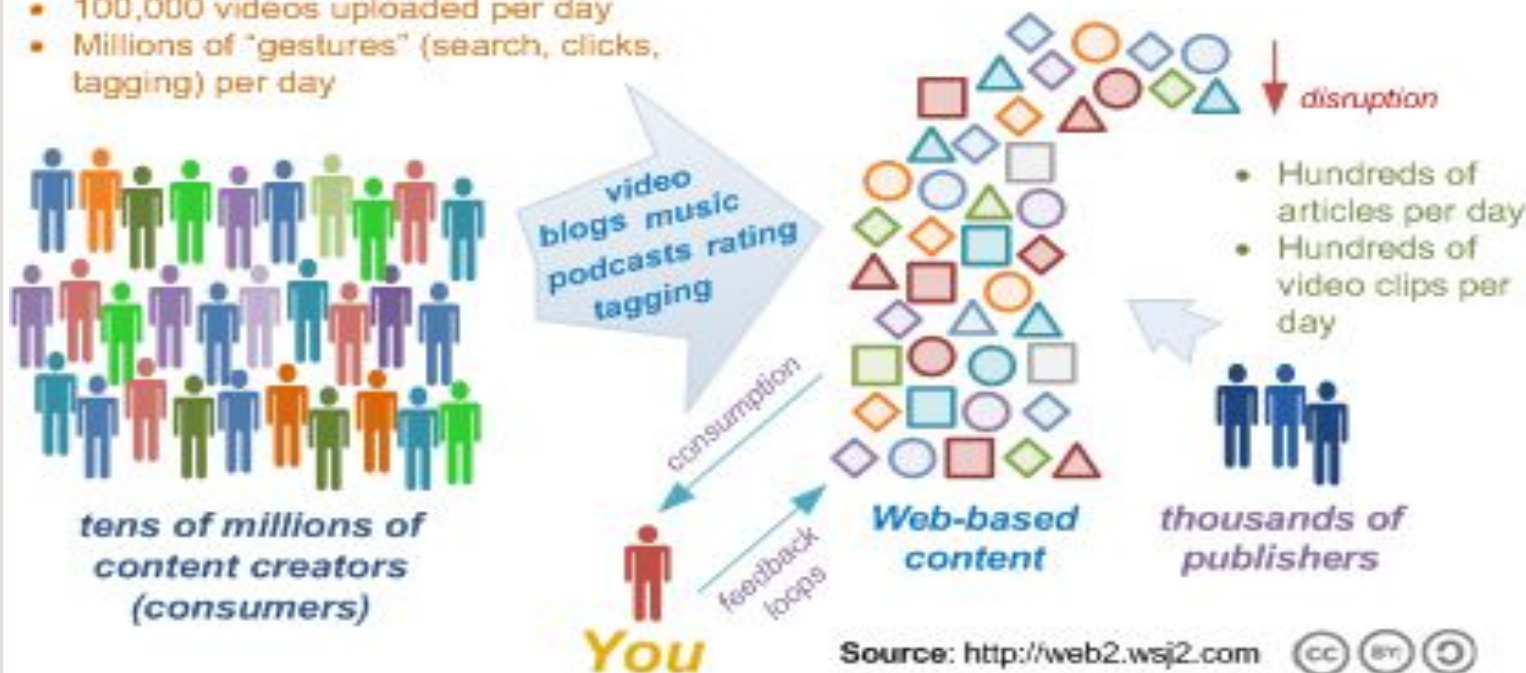 100,000 videos uploaded per day
Millions of "gestures" (search, clicks,
tagging) per day
disruption
video
blogs music
podcasts rating
tagging
Hundreds of
articles per day
Hundreds of
video clips per
day
consumption
feedback
loops
tens of millions of
content creators
(consumers)
You
Web-based
content
thousands of
publishers
Source: http://web2.wsj2.com
cc BY: